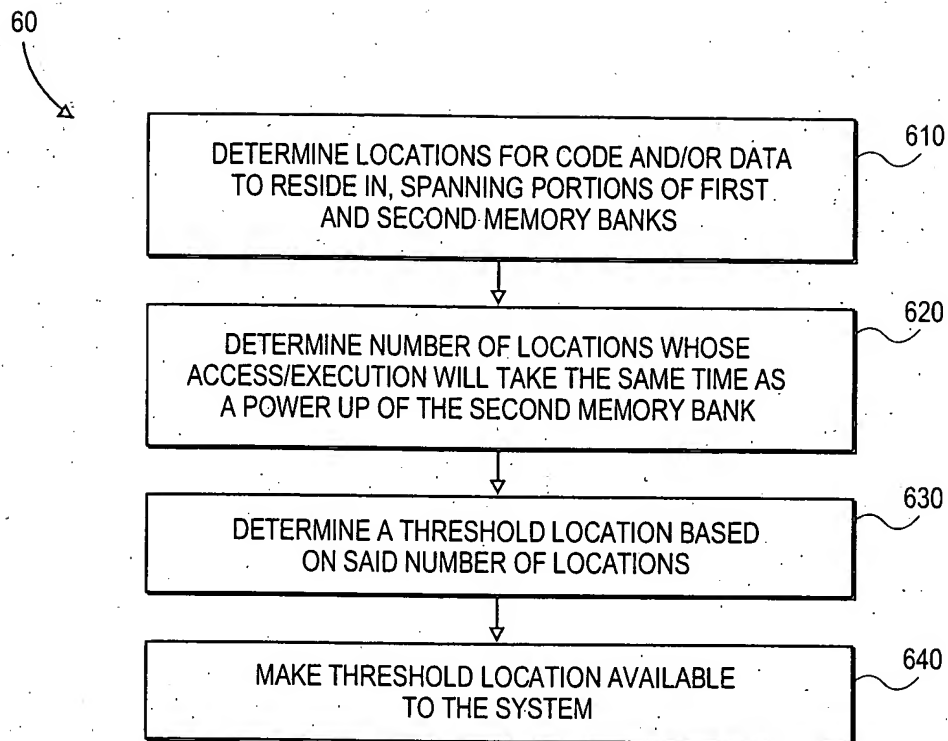 60
DETERMINE LOCATIONS FOR CODE AND/OR DATA
TO RESIDE IN, SPANNING PORTIONS OF FIRST
AND SECOND MEMORY BANKS
610
DETERMINE NUMBER OF LOCATIONS WHOSE
ACCESS/EXECUTION WILL TAKE THE SAME TIME AS
A POWER UP OF THE SECOND MEMORY BANK
620
DETERMINE A THRESHOLD LOCATION BASED
ON SAID NUMBER OF LOCATIONS
630
MAKE THRESHOLD LOCATION AVAILABLE
TO THE SYSTEM
640